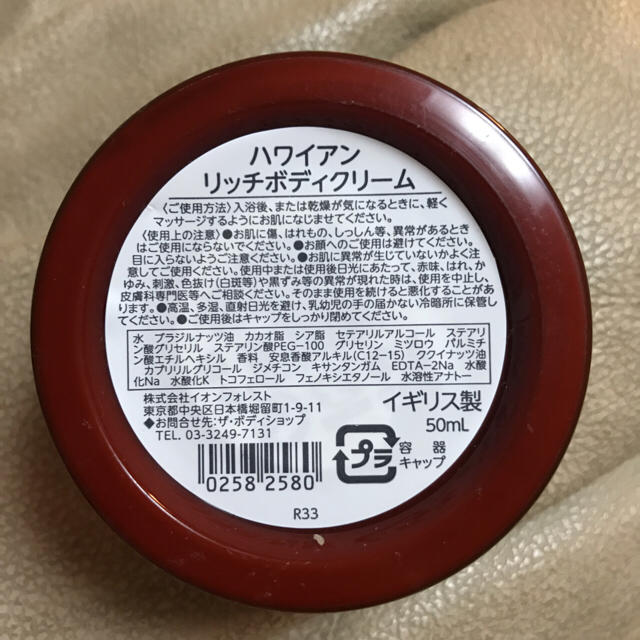 ハワイアン
リッチボディクリーム
〈ご使用方法〉入浴後、または乾燥が気になるときに、軽く
マッサージするようにお肌になじませてください。
〈使用上の注意〉●お肌に傷、はれもの、しっしん等、異常があるとき
はご使用にならないでください。●お顔へのご使用は避けてください。
目に入らないようご注意ください。●お肌に異常が生じていないかよく注
意してご使用ください。使用中または使用後日光にあたって、赤味、はれ、か
ゆみ、刺激、色抜け(白斑等)や黒ずみ等の異常が現れた時は、使用を中止し、
皮膚科専門医等へご相談ください。そのまま使用を続けると悪化することがあ
ります。●高温、多湿、直射日光を避け、乳幼児の手の届かない冷暗所に保管し
てください。●ご使用後はキャップをしっかり閉めてください。
水 ブラジルナッツ油 カカオ脂 シア脂 セテアリルアルコール ステアリ
ン酸グリセリル ステアリン酸PEG-100 グリセリン ミツロウ パルミチ
ン酸エチルヘキシル 香料 安息香酸アルキル(C12-15) ククイナッツ油
カプリリルグリコール ジメチコン キサンタンガム EDTA-2Na 水酸
化Na 水酸化K トコフェロール フェノキシエタノール 水溶性アナトー
株式会社イオンフォレスト
東京都中央区日本橋堀留町1-9-11
◆お問合せ先:ザ・ボディショップ
TEL. 03-3249-7131
イギリス製
50mL
プラ
容器
キャップ
02582580
R33